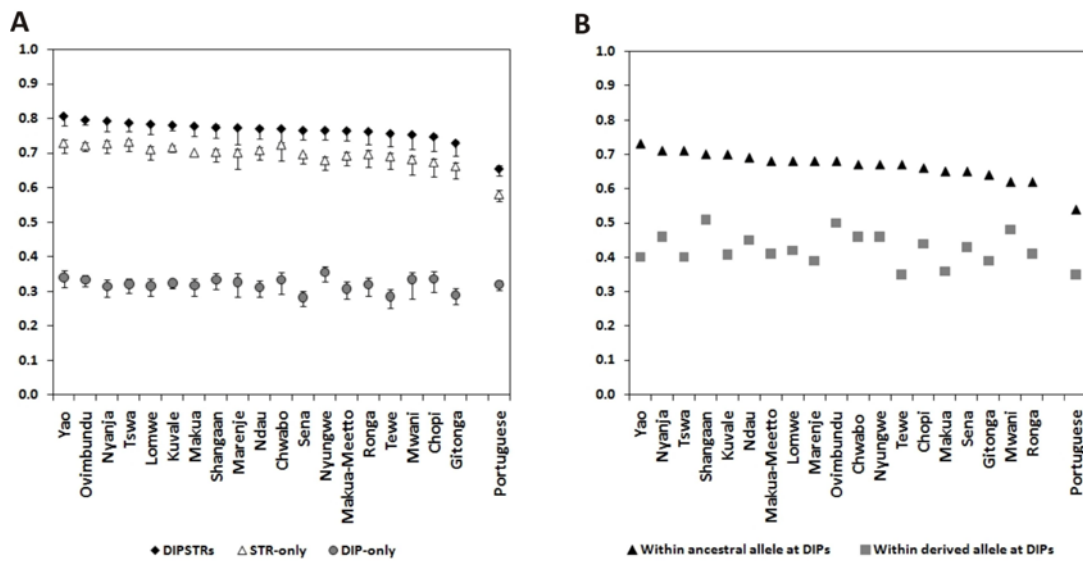 A
1.0
0.9
0.8
0.7
0.6
0.5
0.4
0.3
0.2
0.1
0.0
Yao
Ovimbundu
Nyanja
Tswa
Lomwe
Kuvale
Makua
Shangaan
Marenje
Ndau
Chwabo
Sena
Nyungwe
Makua-Meetto
Ronga
Tewe
Mwani
Chopi
Gitonga
Portuguese
DIPSTRs STR-only DIP-only
B
1.0
0.9
0.8
0.7
0.6
0.5
0.4
0.3
0.2
0.1
0.0
Yao
Nyanja
Tswa
Shangaan
Kuvale
Ndau
Makua-Meetto
Lomwe
Marenje
Ovimbundu
Chwabo
Nyungwe
Tewe
Chopi
Makua
Sena
Gitonga
Mwani
Ronga
Portuguese
Within ancestral allele at DIPs Within derived allele at DIPs